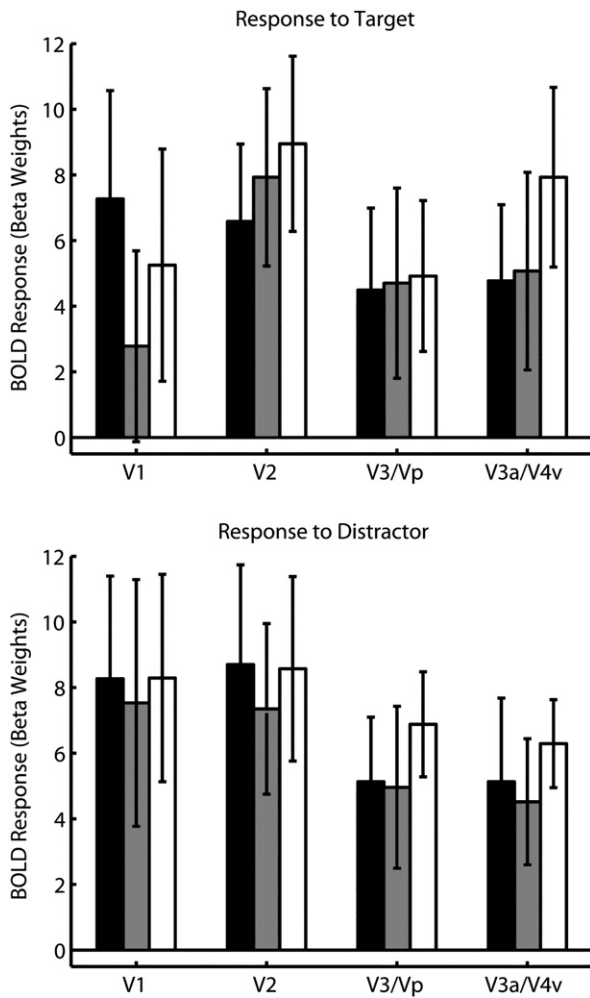 Response to Target
12
10
8
6
4
2
0
BOLD Response (Beta Weights)
V1 V2 V3/Vp V3a/V4v
Response to Distractor
12
10
8
6
4
2
0
BOLD Response (Beta Weights)
V1 V2 V3/Vp V3a/V4v